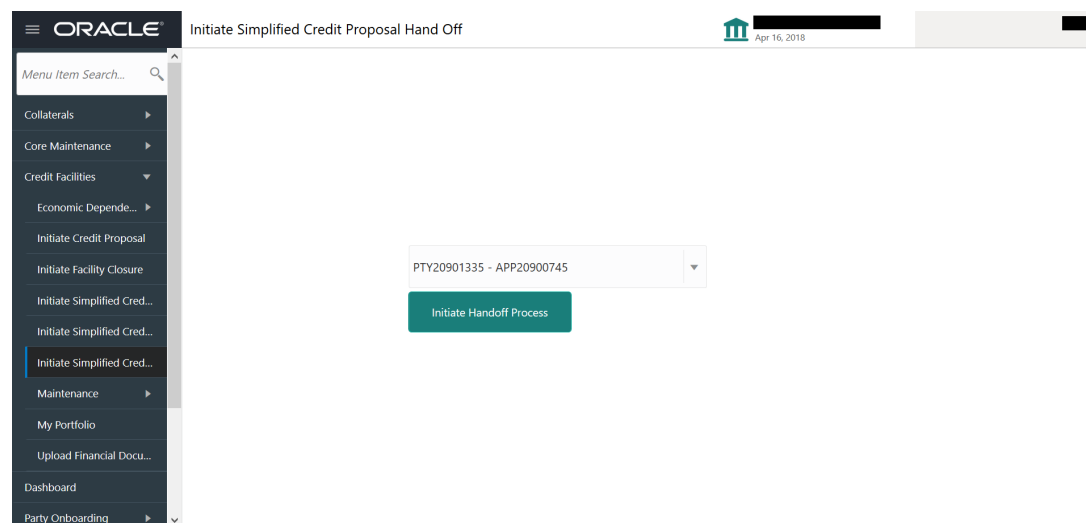 ORACLE
Initiate Simplified Credit Proposal Hand Off
Apr 16, 2018
Menu Item Search...
Collaterals
Core Maintenance
Credit Facilities
Economic Depende...
Initiate Credit Proposal
Initiate Facility Closure
Initiate Simplified Cred...
Initiate Simplified Cred...
Initiate Simplified Cred...
Maintenance
My Portfolio
Upload Financial Docu...
Dashboard
Party Onboarding
PTY20901335 - APP20900745
Initiate Handoff Process